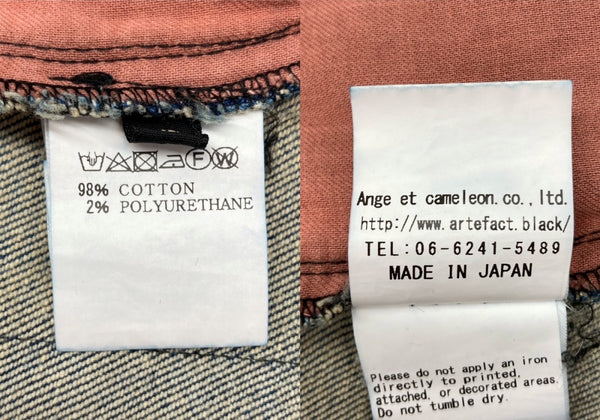 F W
98% COTTON
2% POLYURETHANE
Ange et cameleon.co.,ltd.
http://www.artefact.black/
TEL:06-6241-5489
MADE IN JAPAN
Please do not apply an iron
directly to printed,
attached, or decorated areas.
Do not tumble dry.